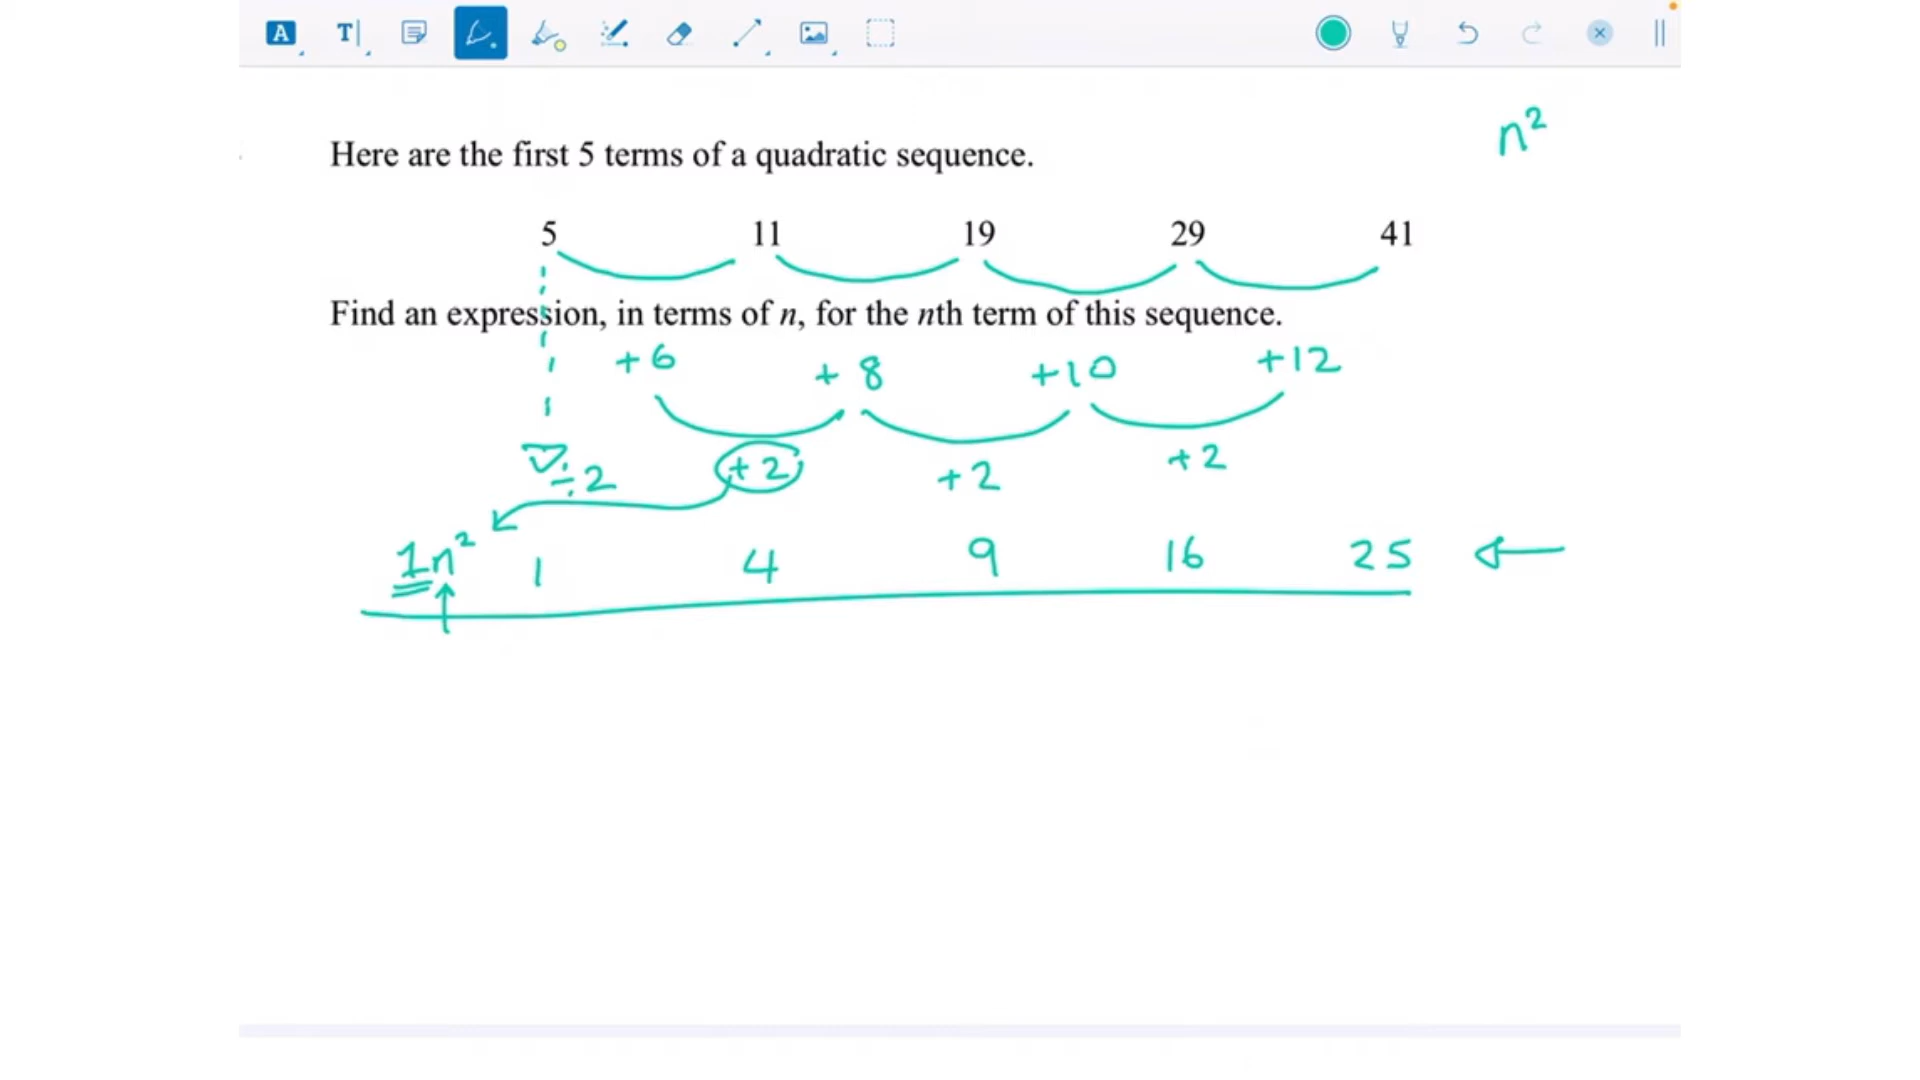 A T|
n²
Here are the first 5 terms of a quadratic sequence.
5 11 19 29 41
Find an expression, in terms of n, for the nth term of this sequence.
+6 +8 +10 +12
÷2 +2 +2 +2
1n² 1 4 9 16 25